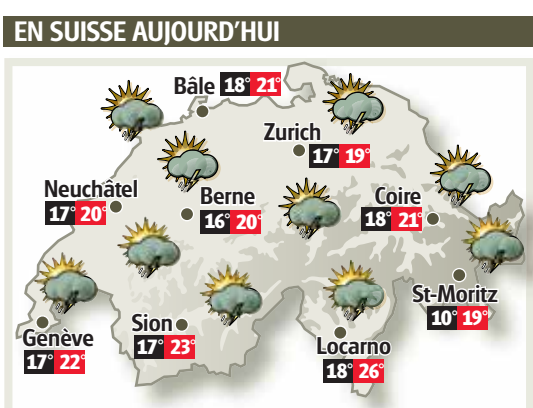 EN SUISSE AUJOURD'HUI
Bâle 18° 21°
Zurich
17° 19°
Neuchâtel
17° 20°
Berne
16° 20°
Coire
18° 21°
St-Moritz
10° 19°
Genève
17° 22°
Sion
17° 23°
Locarno
18° 26°